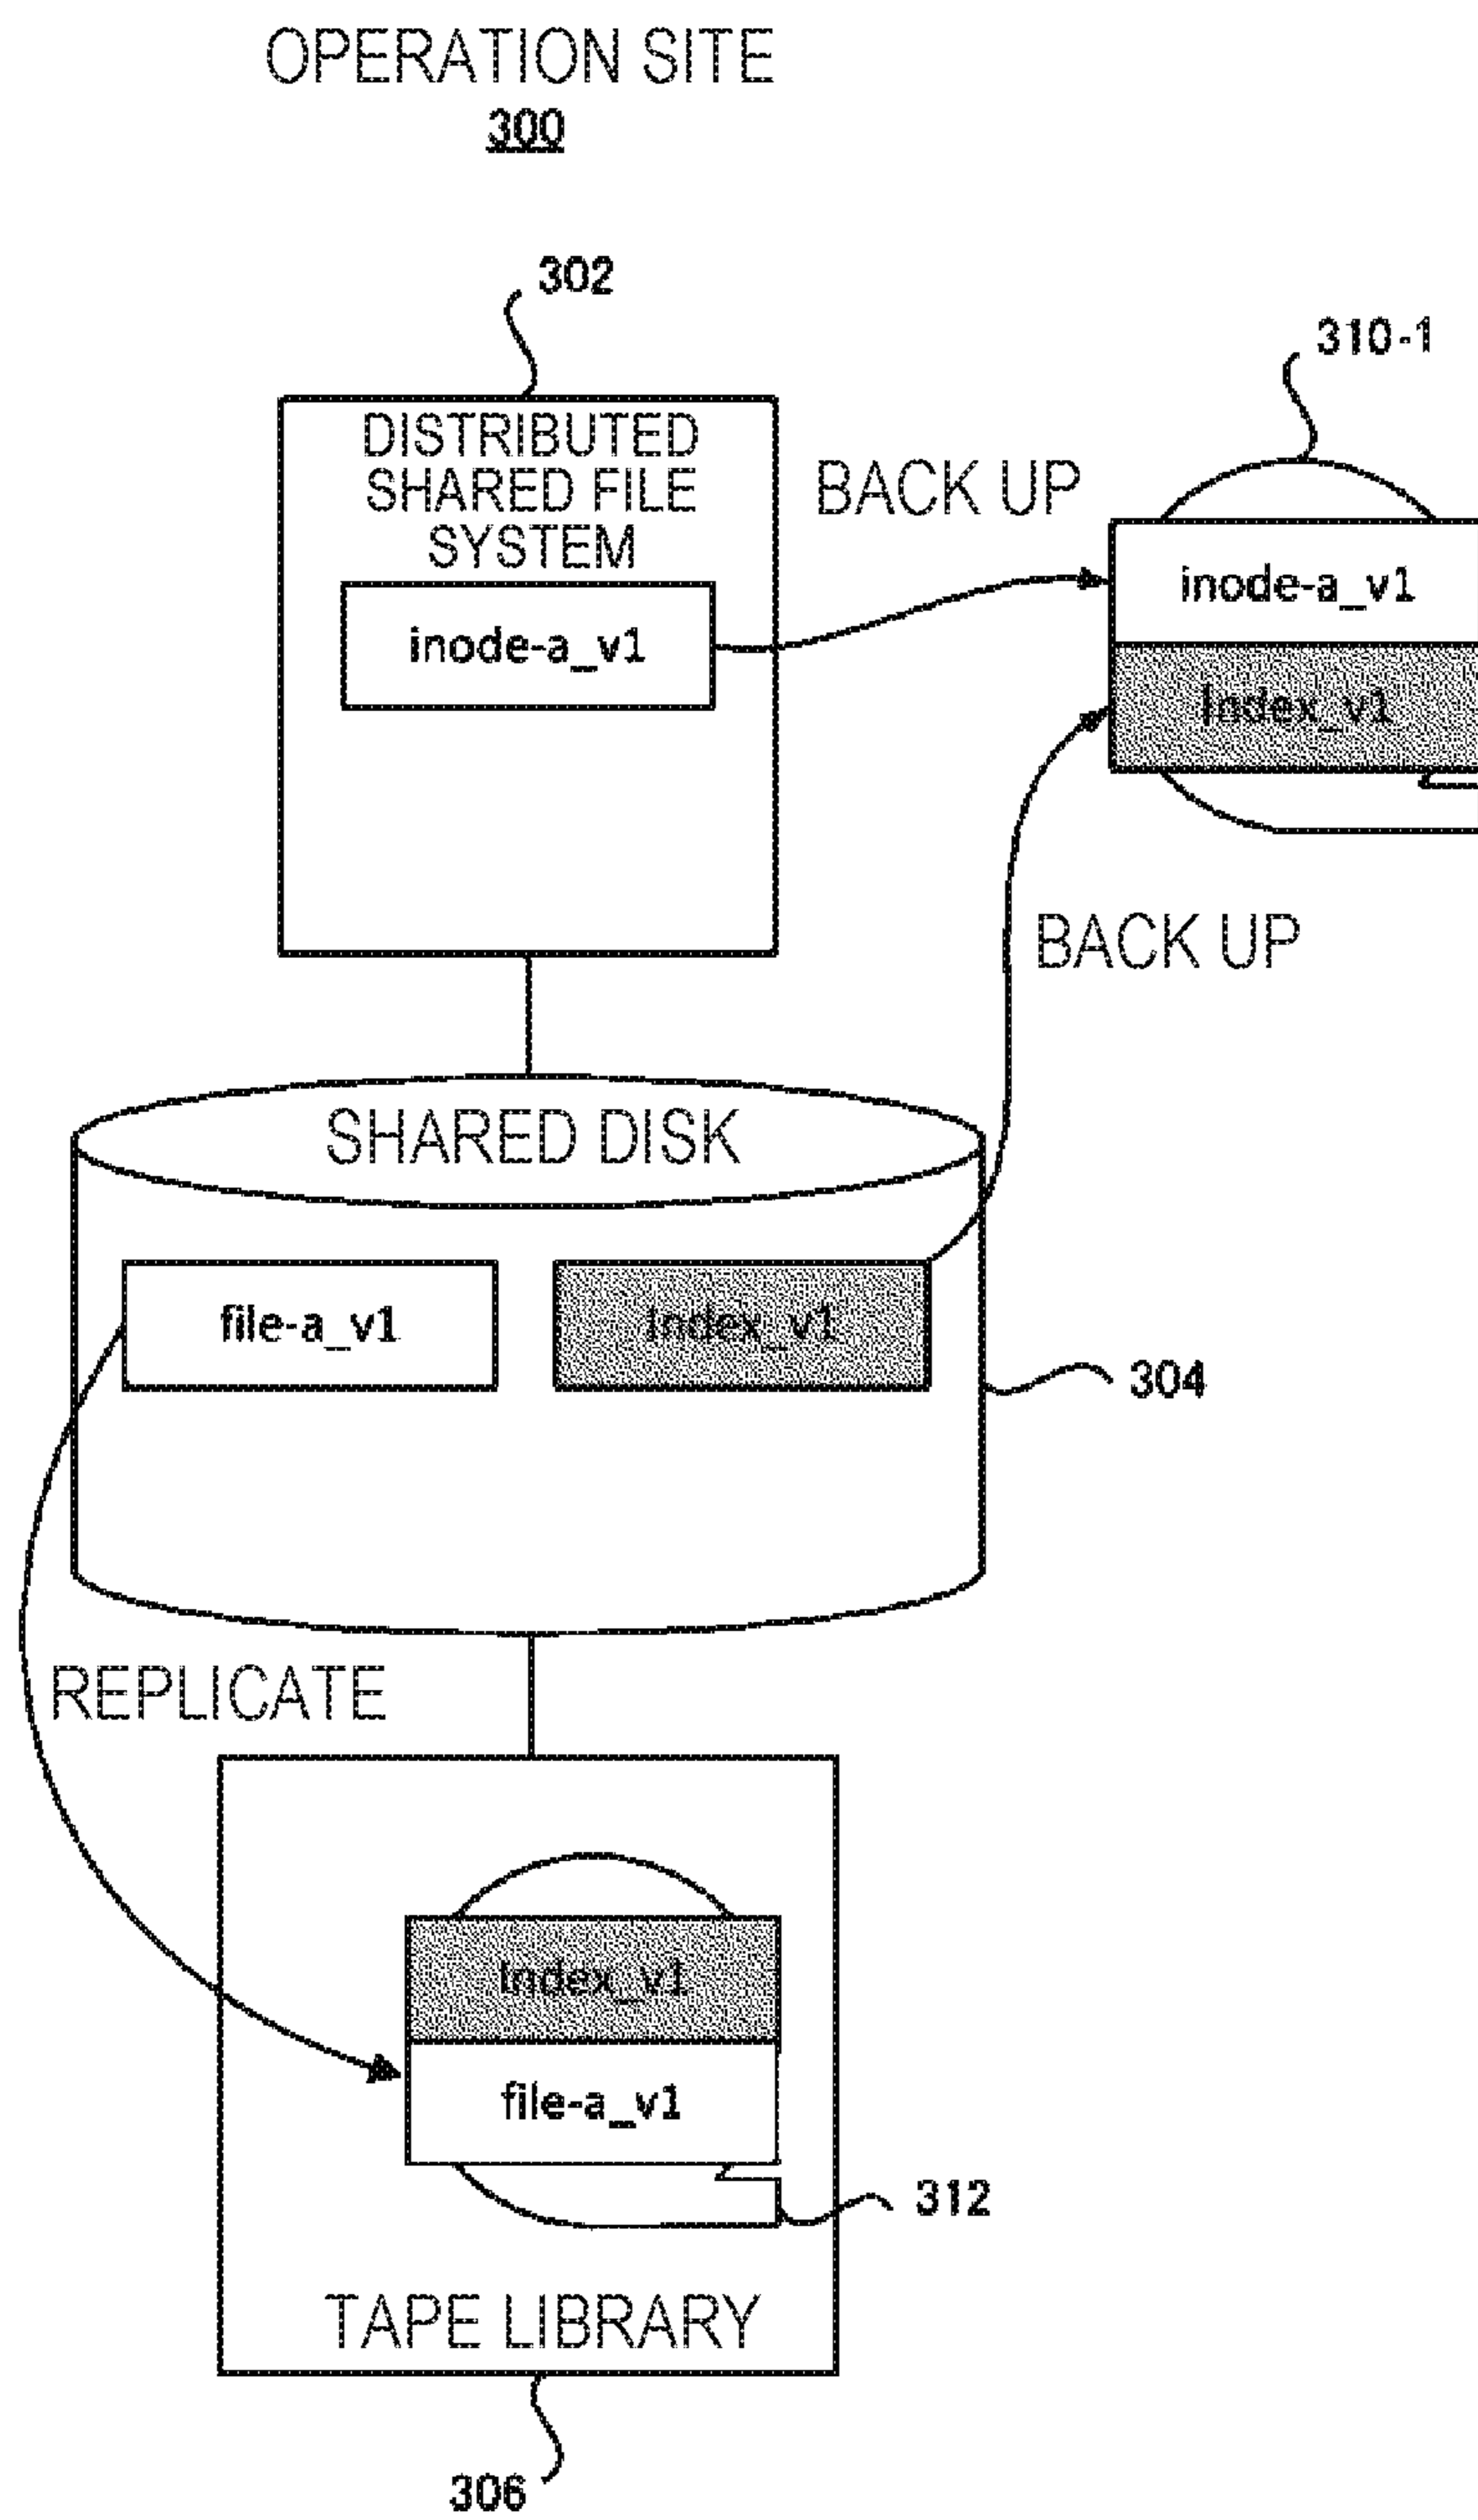 OPERATION SITE
300
302
310-1
DISTRIBUTED
SHARED FILE
SYSTEM
BACK UP
inode-a_v1
inode-a_v1
Index_v1
BACK UP
SHARED DISK
file-a_v1
Index_v1
304
REPLICATE
Index_v1
file-a_v1
312
TAPE LIBRARY
306